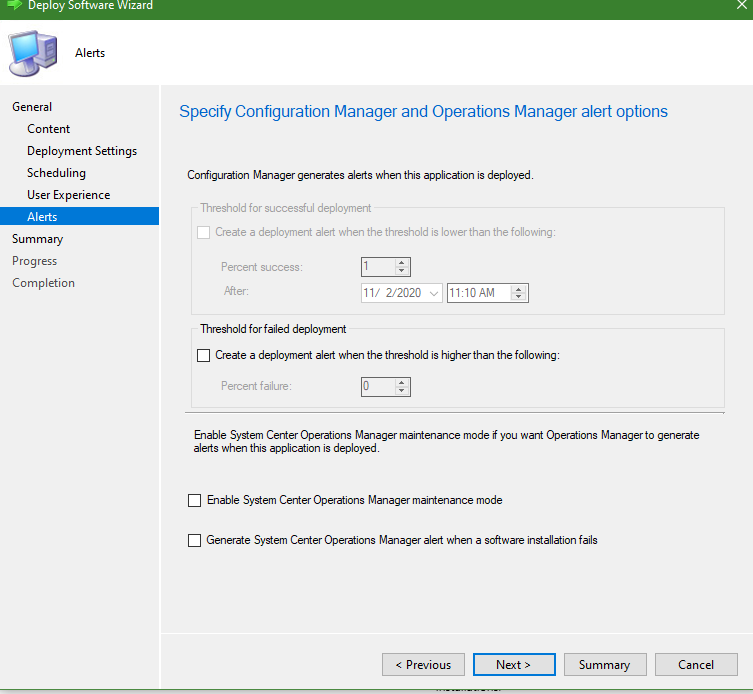 Deploy Software Wizard
Alerts
General
Content
Deployment Settings
Scheduling
User Experience
Alerts
Summary
Progress
Completion
Specify Configuration Manager and Operations Manager alert options
Configuration Manager generates alerts when this application is deployed.
Threshold for successful deployment
Create a deployment alert when the threshold is lower than the following:
Percent success: 1
After: 11/ 2/2020 11:10 AM
Threshold for failed deployment
Create a deployment alert when the threshold is higher than the following:
Percent failure: 0
Enable System Center Operations Manager maintenance mode if you want Operations Manager to generate
alerts when this application is deployed.
Enable System Center Operations Manager maintenance mode
Generate System Center Operations Manager alert when a software installation fails
< Previous Next > Summary Cancel